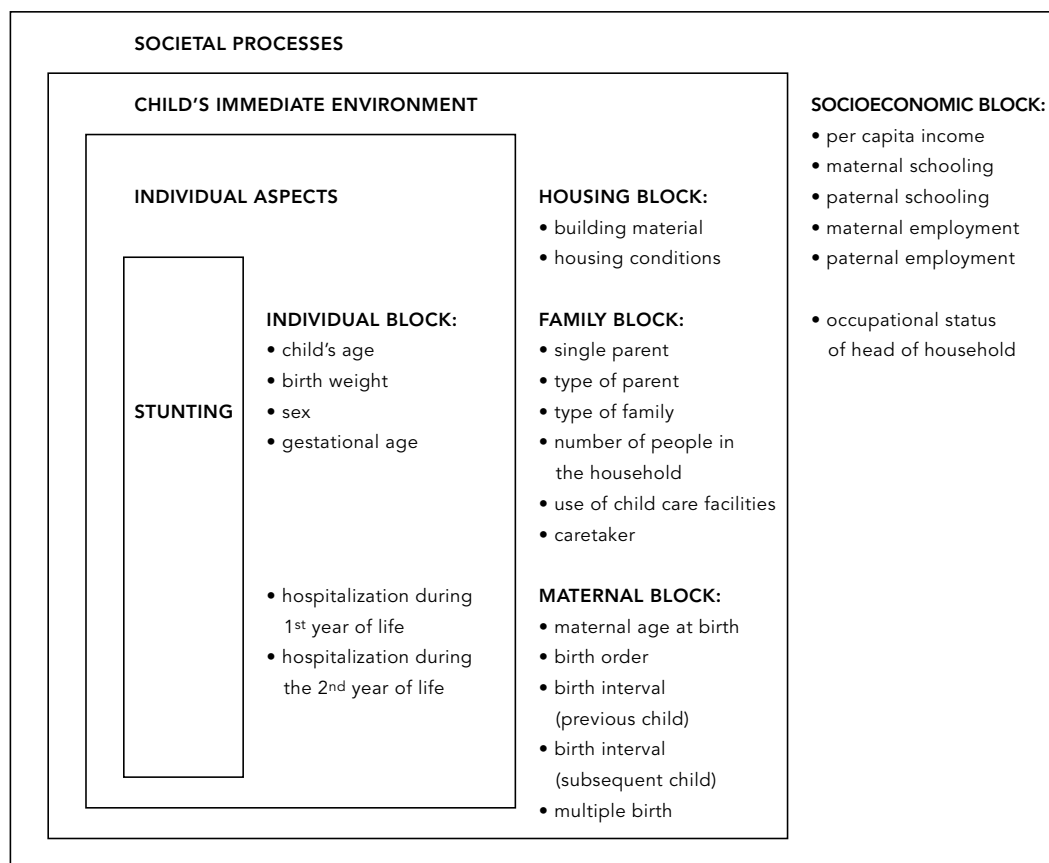 SOCIETAL PROCESSES
CHILD’S IMMEDIATE ENVIRONMENT
INDIVIDUAL ASPECTS
STUNTING
INDIVIDUAL BLOCK:
• child’s age
• birth weight
• sex
• gestational age
• hospitalization during
1st year of life
• hospitalization during
the 2nd year of life
HOUSING BLOCK:
• building material
• housing conditions
FAMILY BLOCK:
• single parent
• type of parent
• type of family
• number of people in
the household
• use of child care facilities
• caretaker
MATERNAL BLOCK:
• maternal age at birth
• birth order
• birth interval
(previous child)
• birth interval
(subsequent child)
• multiple birth
SOCIOECONOMIC BLOCK:
• per capita income
• maternal schooling
• paternal schooling
• maternal employment
• paternal employment
• occupational status
of head of household